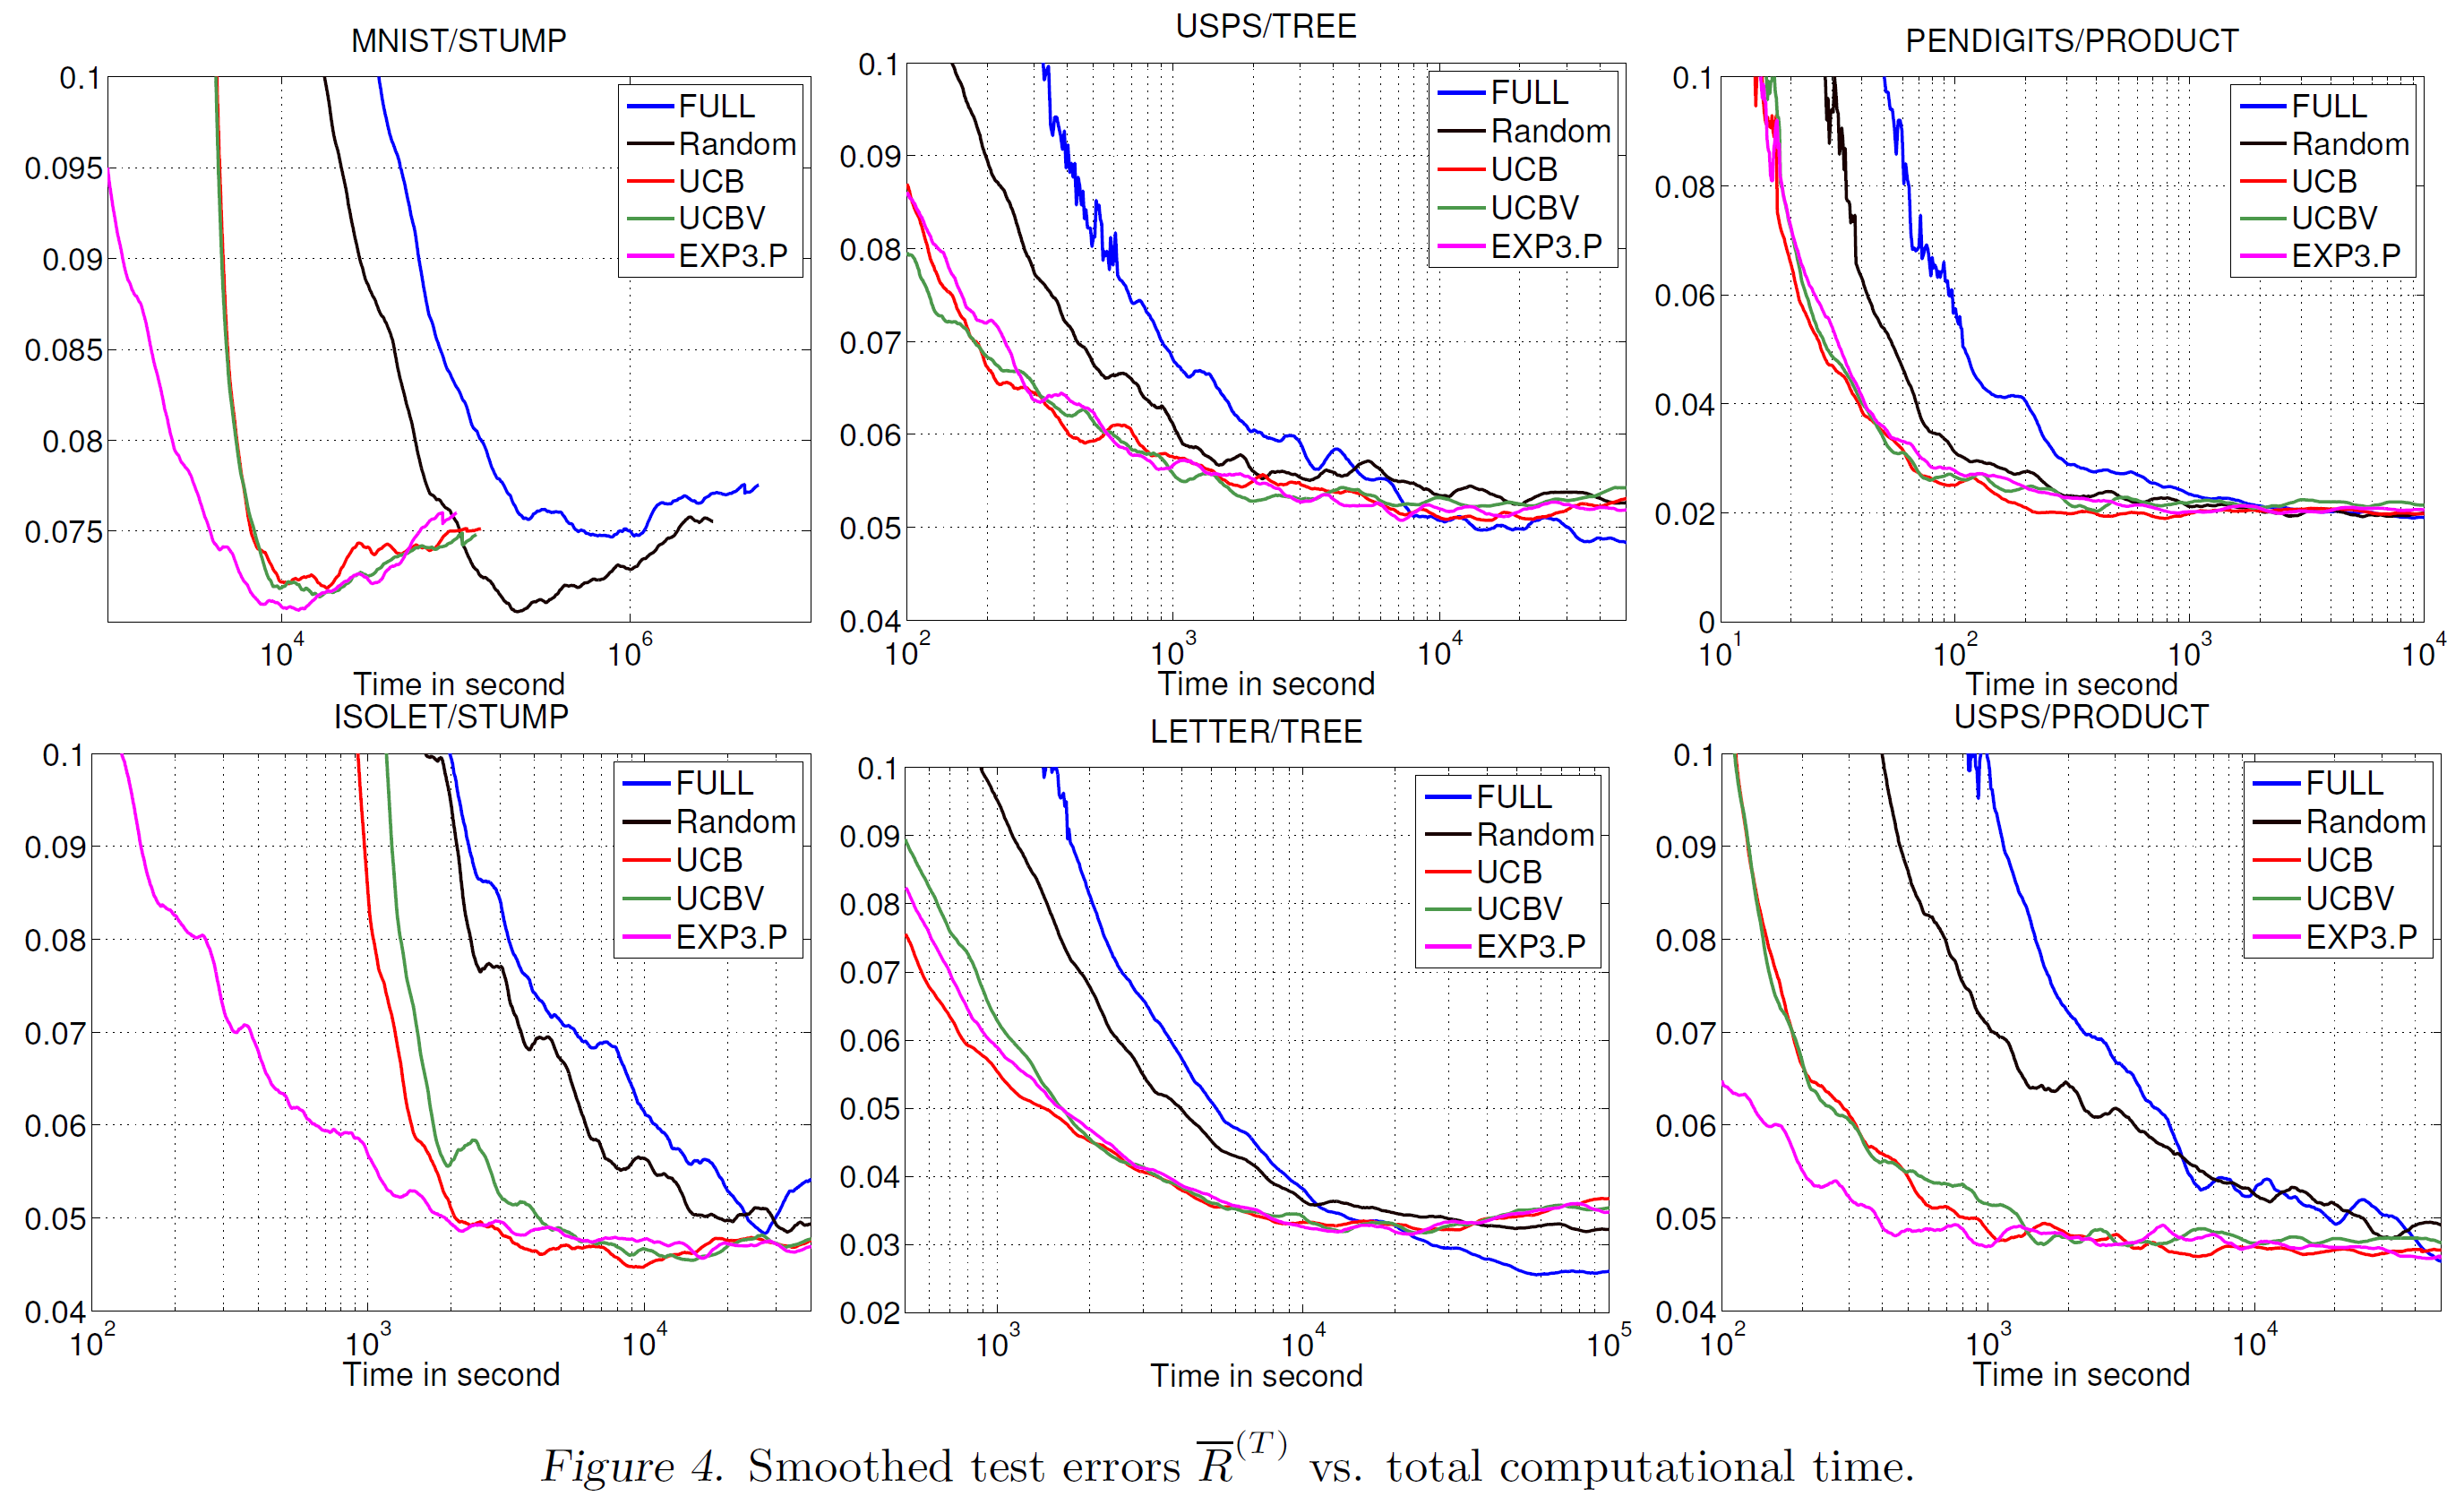 MNIST/STUMP
0.1
0.095
0.09
0.085
0.08
0.075
10^4
10^6
Time in second
FULL
Random
UCB
UCBV
EXP3.P
USPS/TREE
0.1
0.09
0.08
0.07
0.06
0.05
0.04
10^2
10^3
10^4
Time in second
FULL
Random
UCB
UCBV
EXP3.P
PENDIGITS/PRODUCT
0.1
0.08
0.06
0.04
0.02
0
10^1
10^2
10^3
10^4
Time in second
FULL
Random
UCB
UCBV
EXP3.P
ISOLET/STUMP
0.1
0.09
0.08
0.07
0.06
0.05
0.04
10^2
10^3
10^4
Time in second
FULL
Random
UCB
UCBV
EXP3.P
LETTER/TREE
0.1
0.09
0.08
0.07
0.06
0.05
0.04
0.03
0.02
10^3
10^4
10^5
Time in second
FULL
Random
UCB
UCBV
EXP3.P
USPS/PRODUCT
0.1
0.09
0.08
0.07
0.06
0.05
0.04
10^2
10^3
10^4
Time in second
FULL
Random
UCB
UCBV
EXP3.P
Figure 4. Smoothed test errors R̅^(T) vs. total computational time.